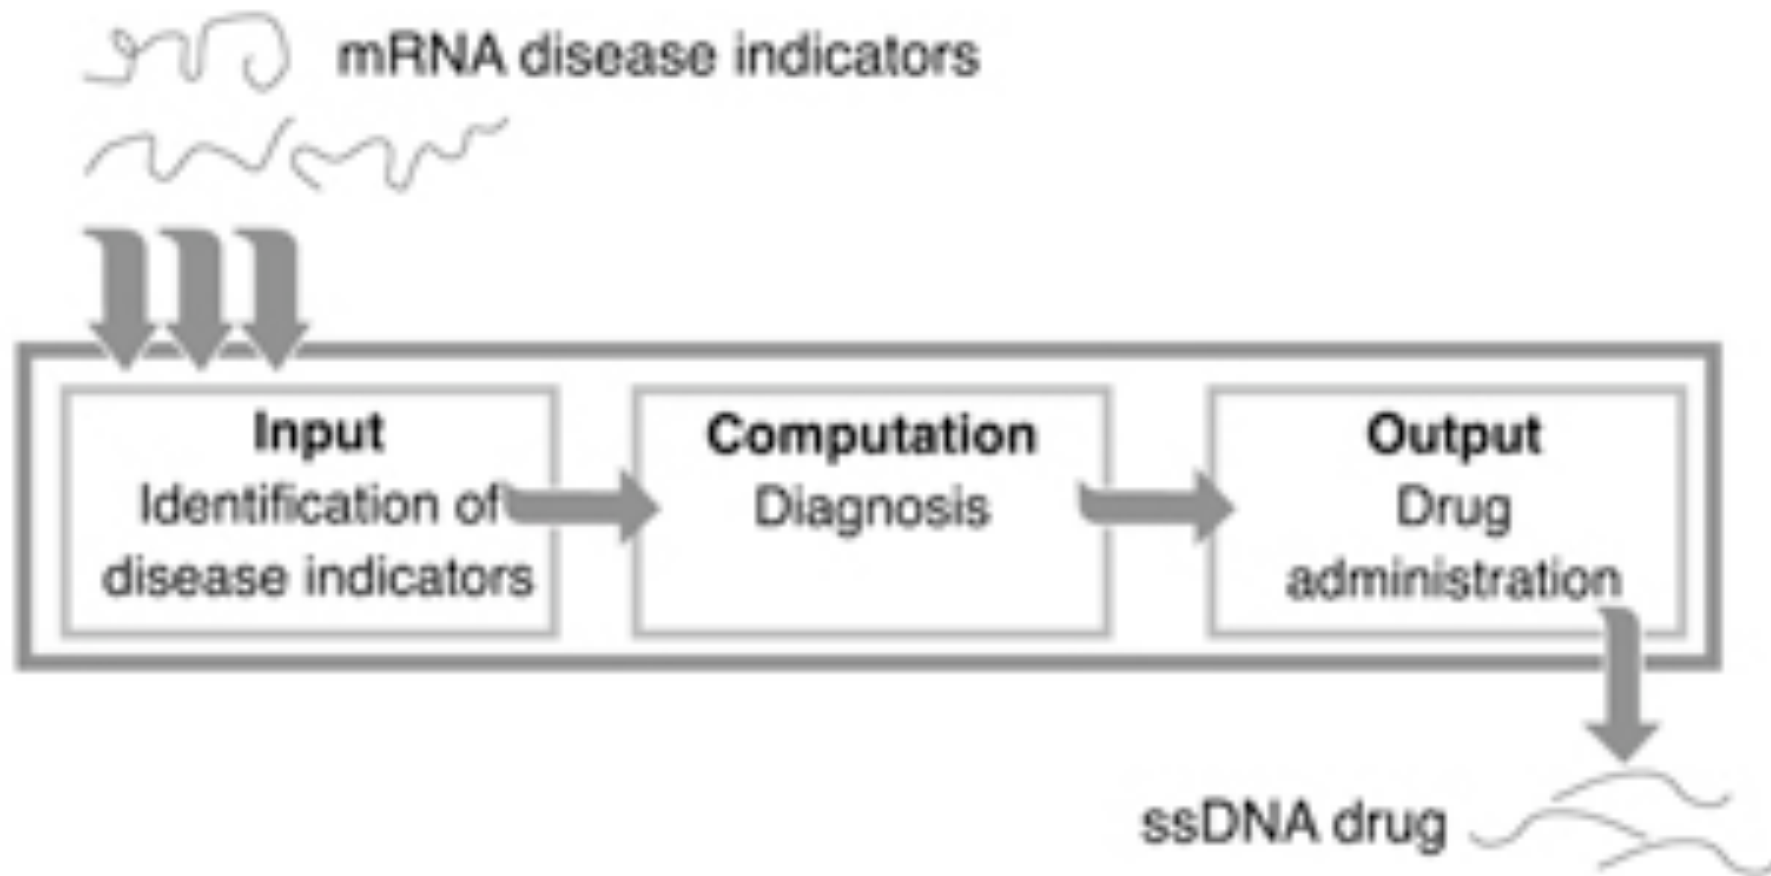 mRNA disease indicators
Input
Identification of
disease indicators
Computation
Diagnosis
Output
Drug
administration
ssDNA drug